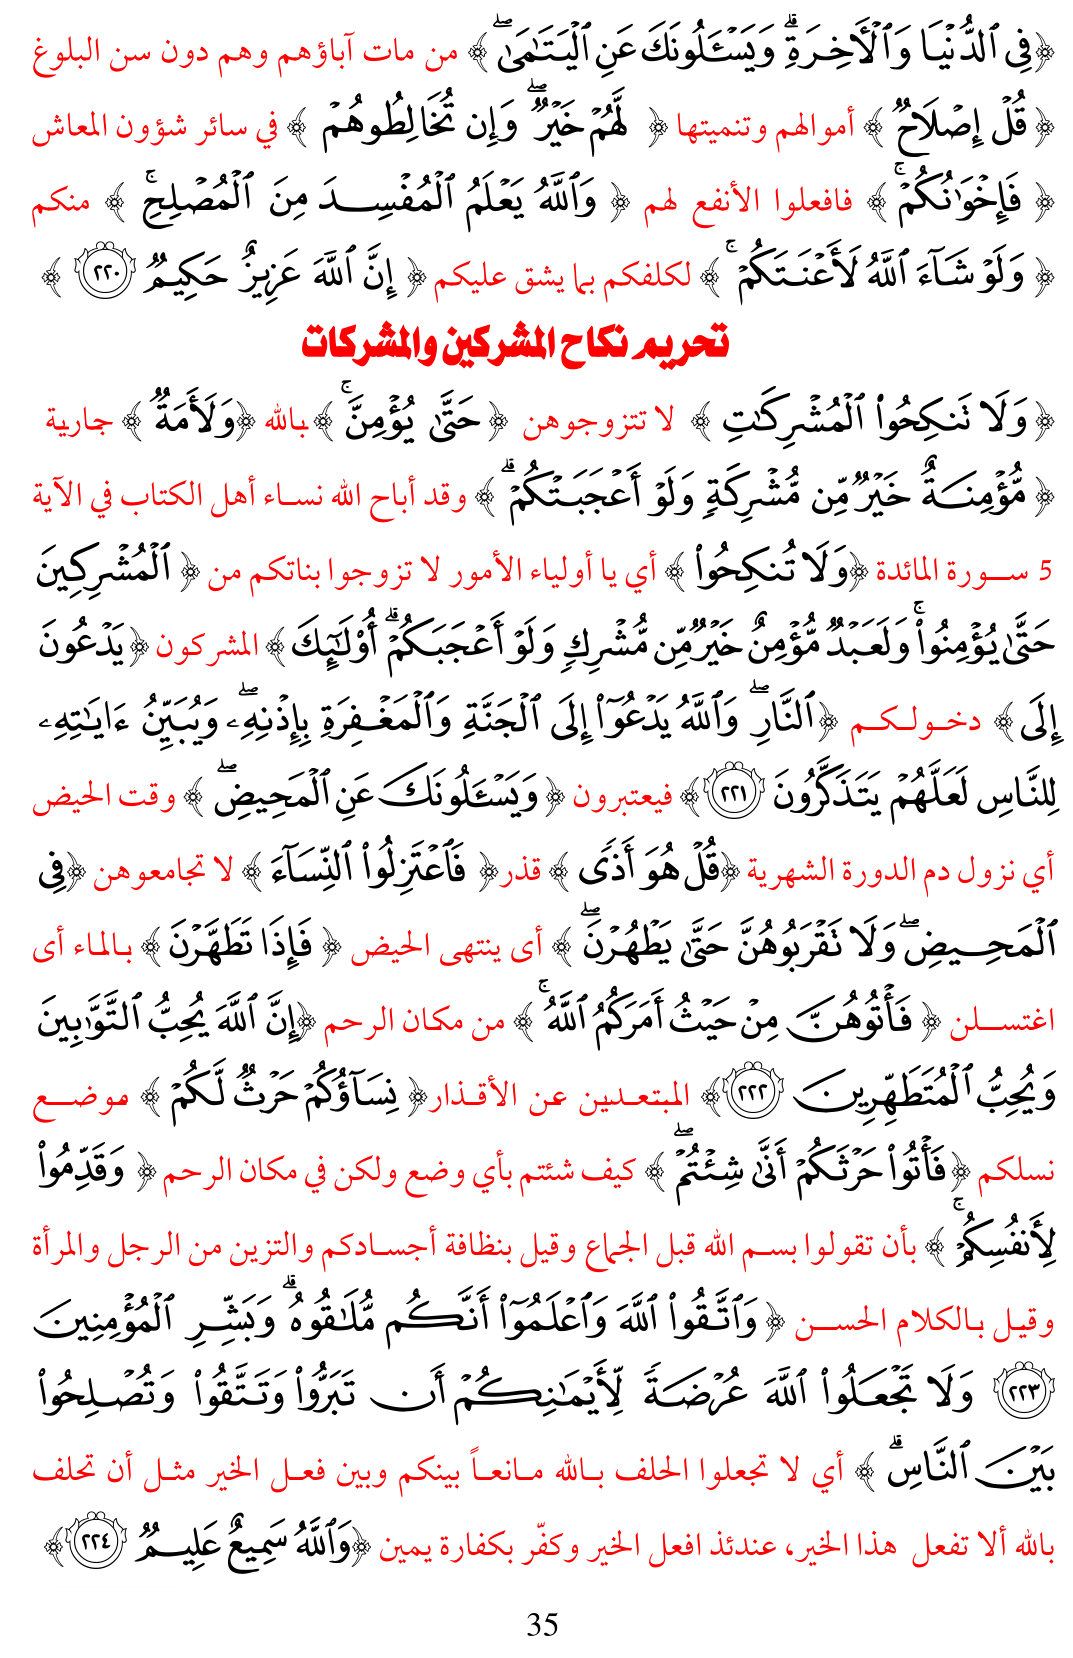 ﴿فِي ٱلدُّنۡيَا وَٱلۡأٓخِرَةِۗ وَيَسۡـَٔلُونَكَ عَنِ ٱلۡيَتَٰمَىٰۖ ﴾ من مات آباؤهم وهم دون سن البلوغ
﴿ قُلۡ إِصۡلَاحٞ ﴾ أموالهم وتنميتها ﴿ لَّهُمۡ خَيۡرٞۖ وَإِن تُخَالِطُوهُمۡ ﴾ في سائر شؤون المعاش
﴿ فَإِخۡوَٰنُكُمۡۚ ﴾ فافعلوا الأنفع لهم ﴿ وَٱللَّهُ يَعۡلَمُ ٱلۡمُفۡسِدَ مِنَ ٱلۡمُصۡلِحِۚ ﴾ منكم
﴿ وَلَوۡ شَآءَ ٱللَّهُ لَأَعۡنَتَكُمۡۚ ﴾ لكلفكم بما يشق عليكم ﴿ إِنَّ ٱللَّهَ عَزِيزٌ حَكِيمٞ ٢٢٠ ﴾
تحريم نكاح المشركين والمشركات
﴿ وَلَا تَنكِحُواْ ٱلۡمُشۡرِكَٰتِ ﴾ لا تتزوجوهن ﴿ حَتَّىٰ يُؤۡمِنَّۚ ﴾ بالله ﴿وَلَأَمَةٞ ﴾ جارية
﴿ مُّؤۡمِنَةٌ خَيۡرٞ مِّن مُّشۡرِكَةٖ وَلَوۡ أَعۡجَبَتۡكُمۡۗ ﴾ وقد أباح الله نساء أهل الكتاب في الآية
5 سورة المائدة ﴿وَلَا تُنكِحُواْ ﴾ أي يا أولياء الأمور لا تزوجوا بناتكم من ﴿ ٱلۡمُشۡرِكِينَ
حَتَّىٰ يُؤۡمِنُواْۚ وَلَعَبۡدٞ مُّؤۡمِنٌ خَيۡرٞ مِّن مُّشۡرِكٖ وَلَوۡ أَعۡجَبَكُمۡۗ أُوْلَٰٓئِكَ ﴾ المشركون ﴿يَدۡعُونَ
إِلَى ﴾ دخولكم ﴿ٱلنَّارِۖ وَٱللَّهُ يَدۡعُوٓاْ إِلَى ٱلۡجَنَّةِ وَٱلۡمَغۡفِرَةِ بِإِذۡنِهِۦۖ وَيُبَيِّنُ ءَايَٰتِهِۦ
لِلنَّاسِ لَعَلَّهُمۡ يَتَذَكَّرُونَ ٢٢١ ﴾ فيعتبرون ﴿ وَيَسۡـَٔلُونَكَ عَنِ ٱلۡمَحِيضِۖ ﴾ وقت الحيض
أي نزول دم الدورة الشهرية ﴿قُلۡ هُوَ أَذٗى ﴾ قذر﴿ فَٱعۡتَزِلُواْ ٱلنِّسَآءَ ﴾ لا تجامعوهن ﴿فِي
ٱلۡمَحِيضِۖ وَلَا تَقۡرَبُوهُنَّ حَتَّىٰ يَطۡهُرۡنَۖ ﴾ أى ينتهى الحيض ﴿ فَإِذَا تَطَهَّرۡنَ ﴾ بالماء أى
اغتسلن ﴿ فَأۡتُوهُنَّ مِنۡ حَيۡثُ أَمَرَكُمُ ٱللَّهُۚ ﴾ من مكان الرحم ﴿إِنَّ ٱللَّهَ يُحِبُّ ٱلتَّوَّٰبِينَ
وَيُحِبُّ ٱلۡمُتَطَهِّرِينَ ٢٢٢ ﴾ المبتعدين عن الأقذار﴿ نِسَآؤُكُمۡ حَرۡثٞ لَّكُمۡ ﴾ موضع
نسلكم ﴿فَأۡتُواْ حَرۡثَكُمۡ أَنَّىٰ شِئۡتُمۡۖ ﴾ كيف شئتم بأي وضع ولكن في مكان الرحم ﴿ وَقَدِّمُواْ
لِأَنفُسِكُمۡۚ ﴾ بأن تقولوا بسم الله قبل الجماع وقيل بنظافة أجسادكم والتزين من الرجل والمرأة
وقيل بالكلام الحسن ﴿ وَٱتَّقُواْ ٱللَّهَ وَٱعۡلَمُوٓاْ أَنَّكُم مُّلَٰقُوهُۗ وَبَشِّرِ ٱلۡمُؤۡمِنِينَ
٢٢٣ وَلَا تَجۡعَلُواْ ٱللَّهَ عُرۡضَةٗ لِّأَيۡمَٰنِكُمۡ أَن تَبَرُّواْ وَتَتَّقُواْ وَتُصۡلِحُواْ
بَيۡنَ ٱلنَّاسِۗ ﴾ أي لا تجعلوا الحلف بالله مانعاً بينكم وبين فعل الخير مثل أن تحلف
بالله ألا تفعل هذا الخير، عندئذ افعل الخير وكفّر بكفارة يمين ﴿وَٱللَّهُ سَمِيعٌ عَلِيمٞ ٢٢٤﴾
35